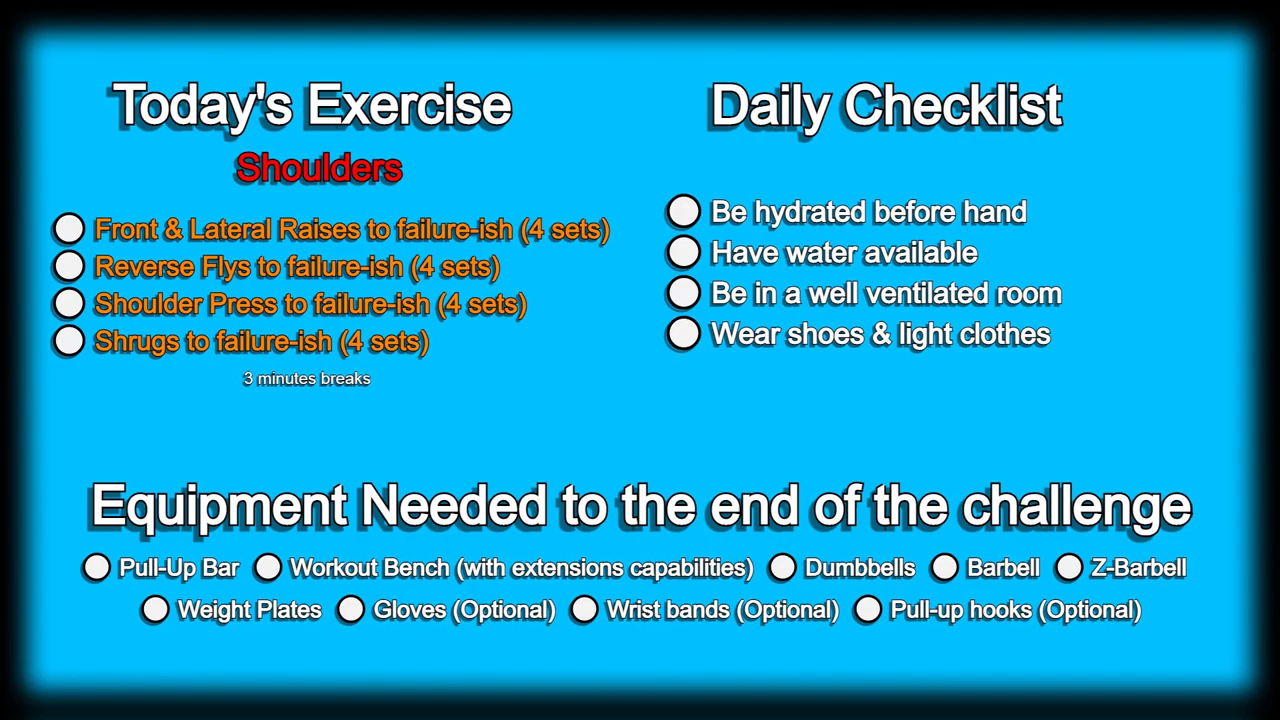 Today's Exercise
Shoulders
Front & Lateral Raises to failure-ish (4 sets)
Reverse Flys to failure-ish (4 sets)
Shoulder Press to failure-ish (4 sets)
Shrugs to failure-ish (4 sets)
3 minutes breaks
Daily Checklist
Be hydrated before hand
Have water available
Be in a well ventilated room
Wear shoes & light clothes
Equipment Needed to the end of the challenge
Pull-Up Bar Workout Bench (with extensions capabilities) Dumbbells Barbell Z-Barbell
Weight Plates Gloves (Optional) Wrist bands (Optional) Pull-up hooks (Optional)